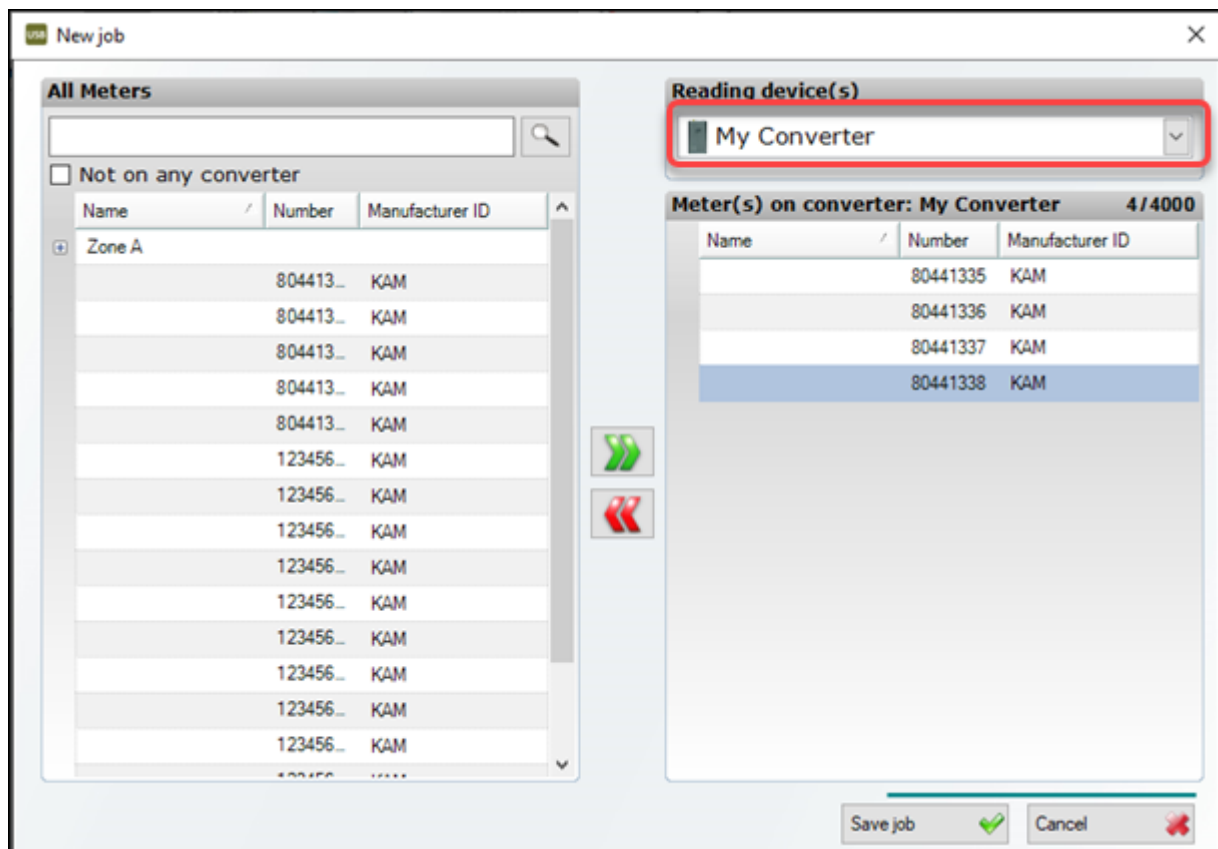 USB New job
All Meters
Not on any converter
Name Number Manufacturer ID
Zone A
804413... KAM
804413... KAM
804413... KAM
804413... KAM
804413... KAM
123456... KAM
123456... KAM
123456... KAM
123456... KAM
123456... KAM
123456... KAM
123456... KAM
123456... KAM
123456... KAM
Reading device(s)
My Converter
Meter(s) on converter: My Converter 4/4000
Name Number Manufacturer ID
80441335 KAM
80441336 KAM
80441337 KAM
80441338 KAM
Save job Cancel